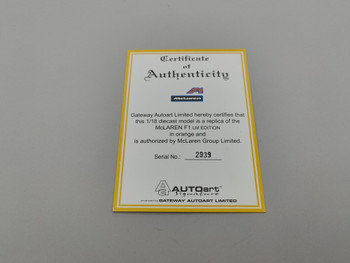 Certificate
of
Authenticity
McLaren
Gateway Autoart Limited hereby certifies that
this 1/18 diecast model is a replica of the
McLAREN F1 LM EDITION
in orange and
is authorized by McLaren Group Limited.
Serial No.: 2939
AUTOart
Signature
GATEWAY AUTOART LIMITED